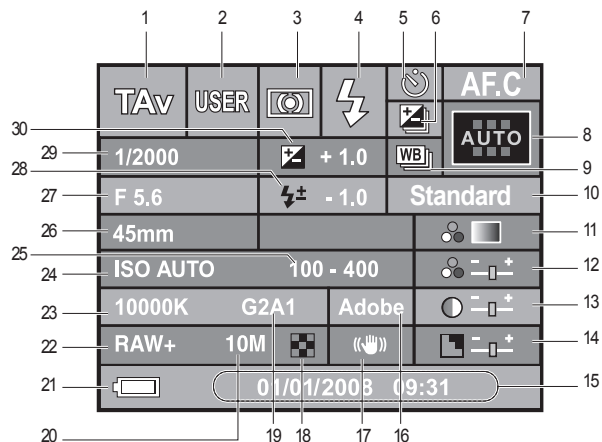 1 2 3 4 5 6 7
TAv USER AF.C
AUTO 8
30
29 1/2000 + 1.0 WB 9
28
27 F 5.6 - 1.0 Standard 10
26 45mm 11
25
24 ISO AUTO 100 - 400 - + 12
23 10000K G2A1 Adobe - + 13
22 RAW+ 10M - + 14
21 01/01/2008 09:31 15
20 19 18 17 16